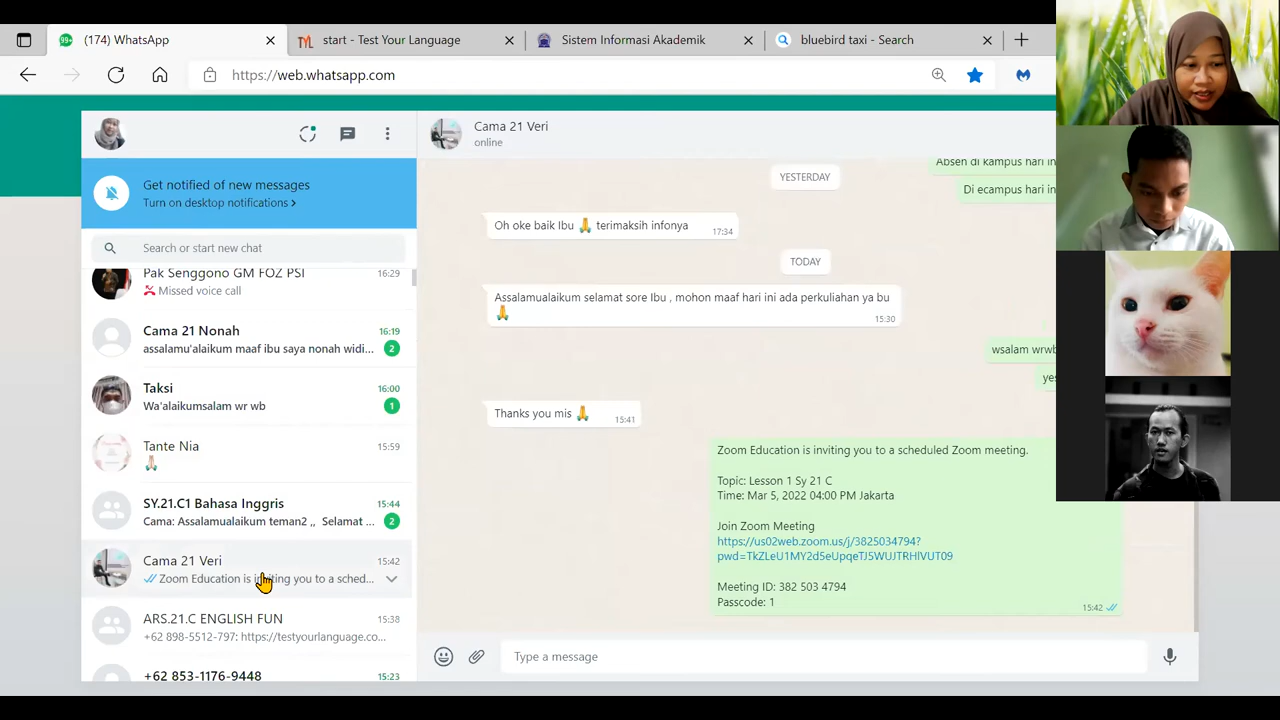 (174) WhatsApp
start - Test Your Language
Sistem Informasi Akademik
bluebird taxi - Search
https://web.whatsapp.com
Get notified of new messages
Turn on desktop notifications >
Search or start new chat
Pak Senggono GM FOZ PSI 16:29
Missed voice call
Cama 21 Nonah 16:19
assalamu'alaikum maaf ibu saya nonah widi... 2
Taksi 16:00
Wa'alaikumsalam wr wb 1
Tante Nia 15:59
SY.21.C1 Bahasa Inggris 15:44
Cama: Assalamualaikum teman2 ,, Selamat ... 2
Cama 21 Veri 15:42
Zoom Education is inviting you to a sched...
ARS.21.C ENGLISH FUN 15:38
+62 898-5512-797: https://testyourlanguage.co...
+62 853-1176-9448 15:23
Cama 21 Veri
online
Absen di kampus hari in
YESTERDAY
Di ecampus hari in
Oh oke baik Ibu 🙏 terimaksih infonya 17:34
TODAY
Assalamualaikum selamat sore Ibu , mohon maaf hari ini ada perkuliahan ya bu
🙏 15:30
wsalam wrwb
yes
Thanks you mis 🙏 15:41
Zoom Education is inviting you to a scheduled Zoom meeting.
Topic: Lesson 1 Sy 21 C
Time: Mar 5, 2022 04:00 PM Jakarta
Join Zoom Meeting
https://us02web.zoom.us/j/3825034794?
pwd=TkZLeU1MY2d5eUpqeTJ5WUJTRHlVUT09
Meeting ID: 382 503 4794
Passcode: 1
15:42
Type a message